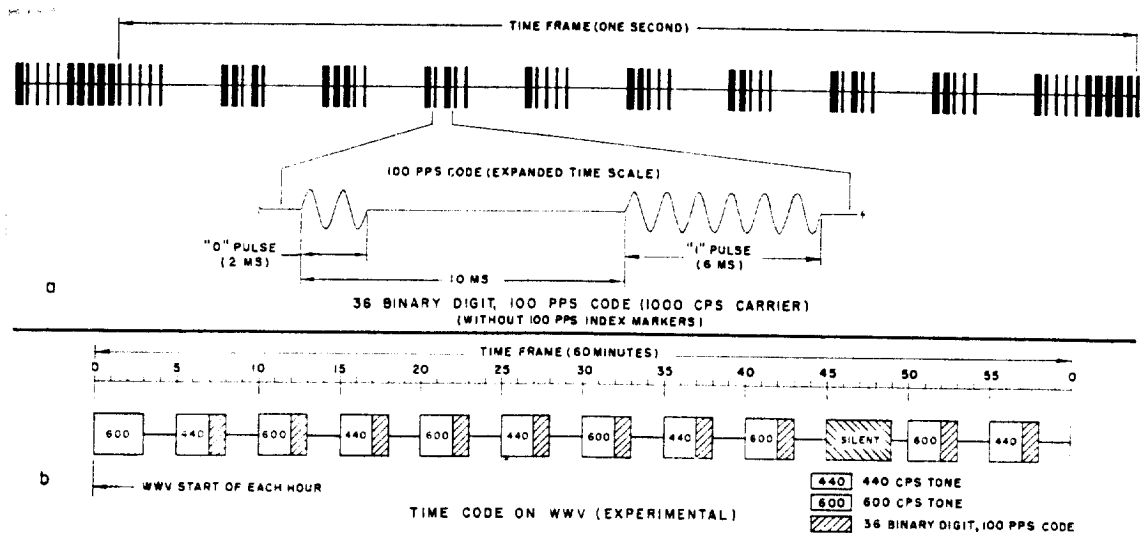 TIME FRAME (ONE SECOND)
100 PPS CODE (EXPANDED TIME SCALE)
"0" PULSE
(2 MS)
"1" PULSE
(6 MS)
10 MS
a
36 BINARY DIGIT, 100 PPS CODE (1000 CPS CARRIER)
(WITHOUT 100 PPS INDEX MARKERS)
TIME FRAME (60 MINUTES)
0 5 10 15 20 25 30 35 40 45 50 55 0
600 440 600 440 600 440 600 440 600 SILENT 600 440
b
WWV START OF EACH HOUR
440 440 CPS TONE
600 600 CPS TONE
36 BINARY DIGIT, 100 PPS CODE
TIME CODE ON WWV (EXPERIMENTAL)